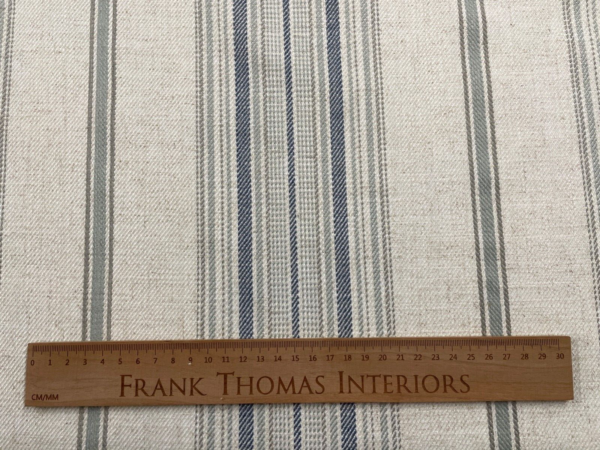 0 1 2 3 4 5 6 7 8 9 10 11 12 13 14 15 16 17 18 19 20 21 22 23 24 25 26 27 28 29 30
FRANK THOMAS INTERIORS
CM/MM